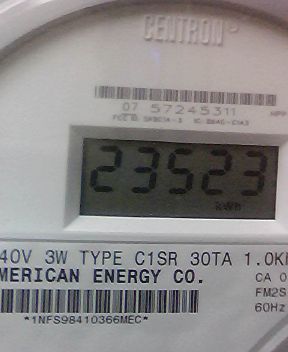 CENTRON®
07 57245311
23523
kWh
40V 3W TYPE C1SR 30TA 1.0K
MERICAN ENERGY CO.
CA 0
FM2S
60Hz
*1NFS98410366MEC*